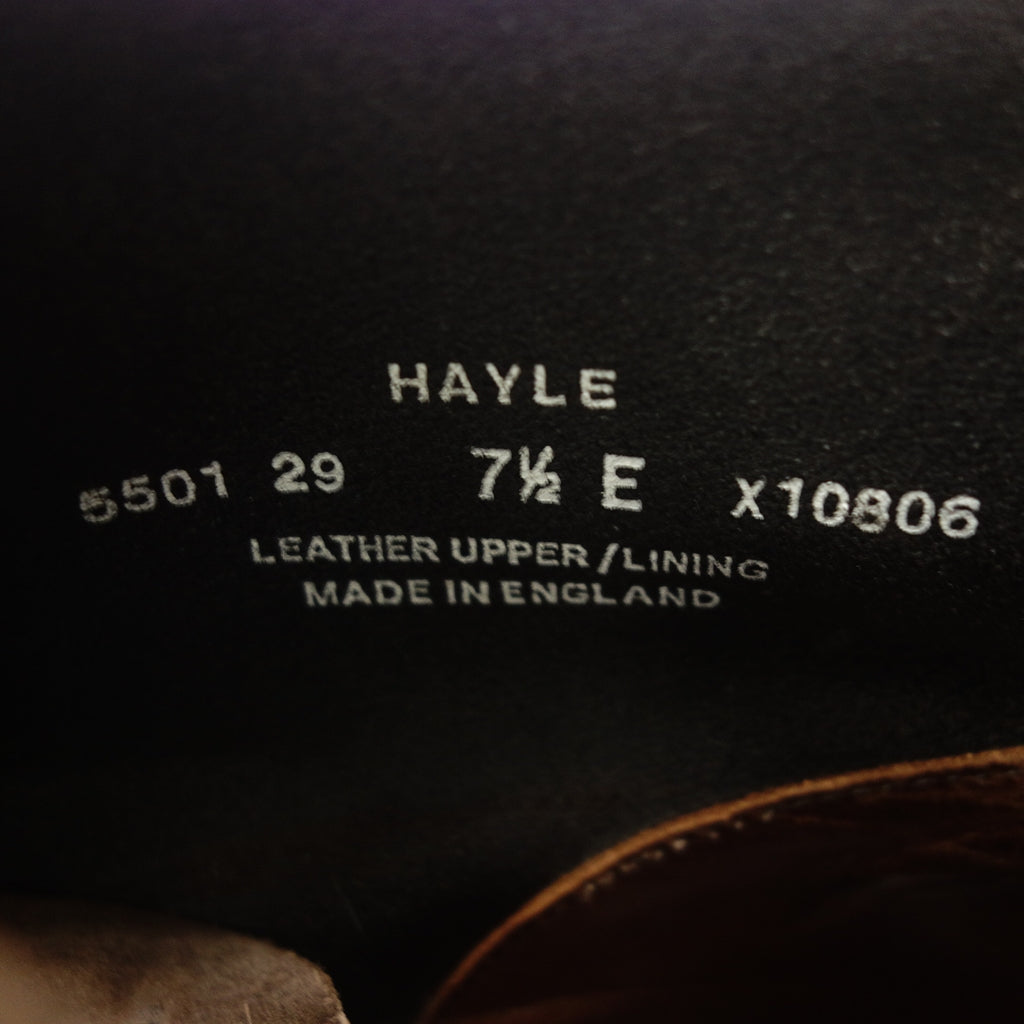 HAYLE
5501 29 7½ E X10806
LEATHER UPPER/LINING
MADE IN ENGLAND